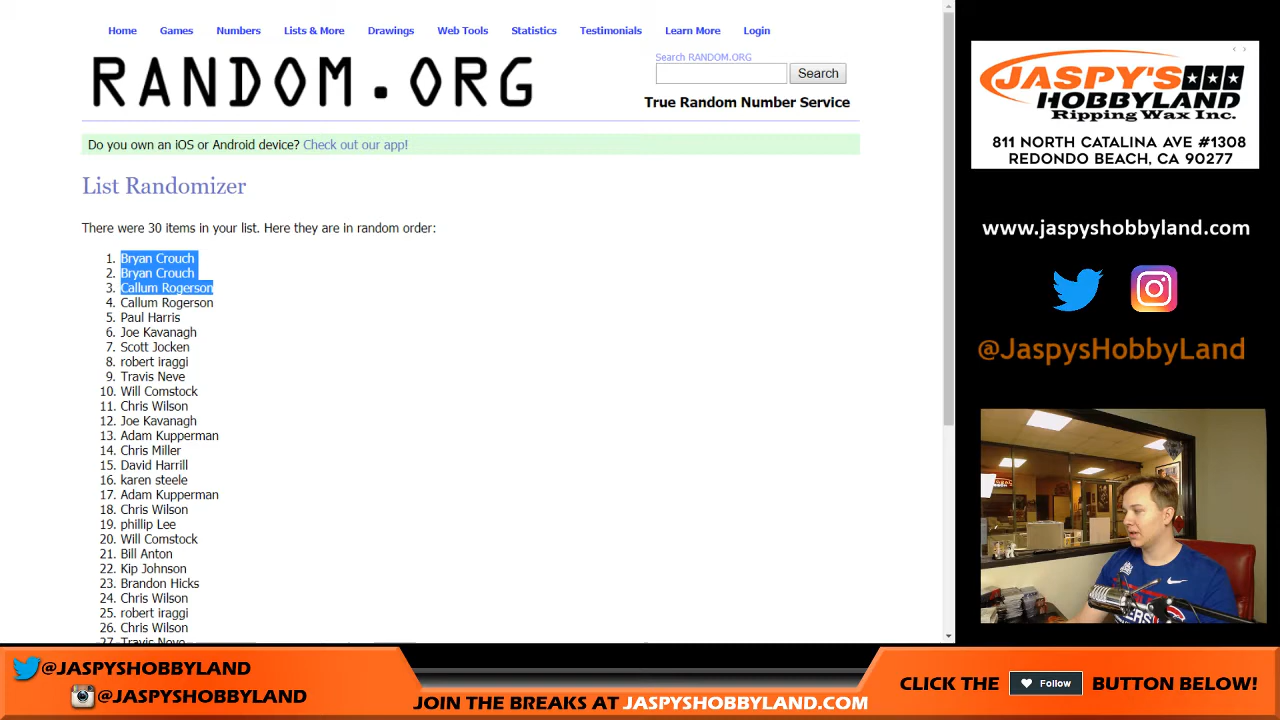 Home Games Numbers Lists & More Drawings Web Tools Statistics Testimonials Learn More Login
RANDOM.ORG
Search RANDOM.ORG
Search
True Random Number Service
Do you own an iOS or Android device? Check out our app!
List Randomizer
There were 30 items in your list. Here they are in random order:
1. Bryan Crouch
2. Bryan Crouch
3. Callum Rogerson
4. Callum Rogerson
5. Paul Harris
6. Joe Kavanagh
7. Scott Jocken
8. robert iraggi
9. Travis Neve
10. Will Comstock
11. Chris Wilson
12. Joe Kavanagh
13. Adam Kupperman
14. Chris Miller
15. David Harrill
16. karen steele
17. Adam Kupperman
18. Chris Wilson
19. phillip Lee
20. Will Comstock
21. Bill Anton
22. Kip Johnson
23. Brandon Hicks
24. Chris Wilson
25. robert iraggi
26. Chris Wilson
27. Travis Neve
JASPY'S
HOBBYLAND
Ripping Wax Inc.
811 NORTH CATALINA AVE #1308
REDONDO BEACH, CA 90277
www.jaspyshobbyland.com
@JaspysHobbyLand
@JASPYSHOBBYLAND
@JASPYSHOBBYLAND
JOIN THE BREAKS AT JASPYSHOBBYLAND.COM
CLICK THE Follow BUTTON BELOW!